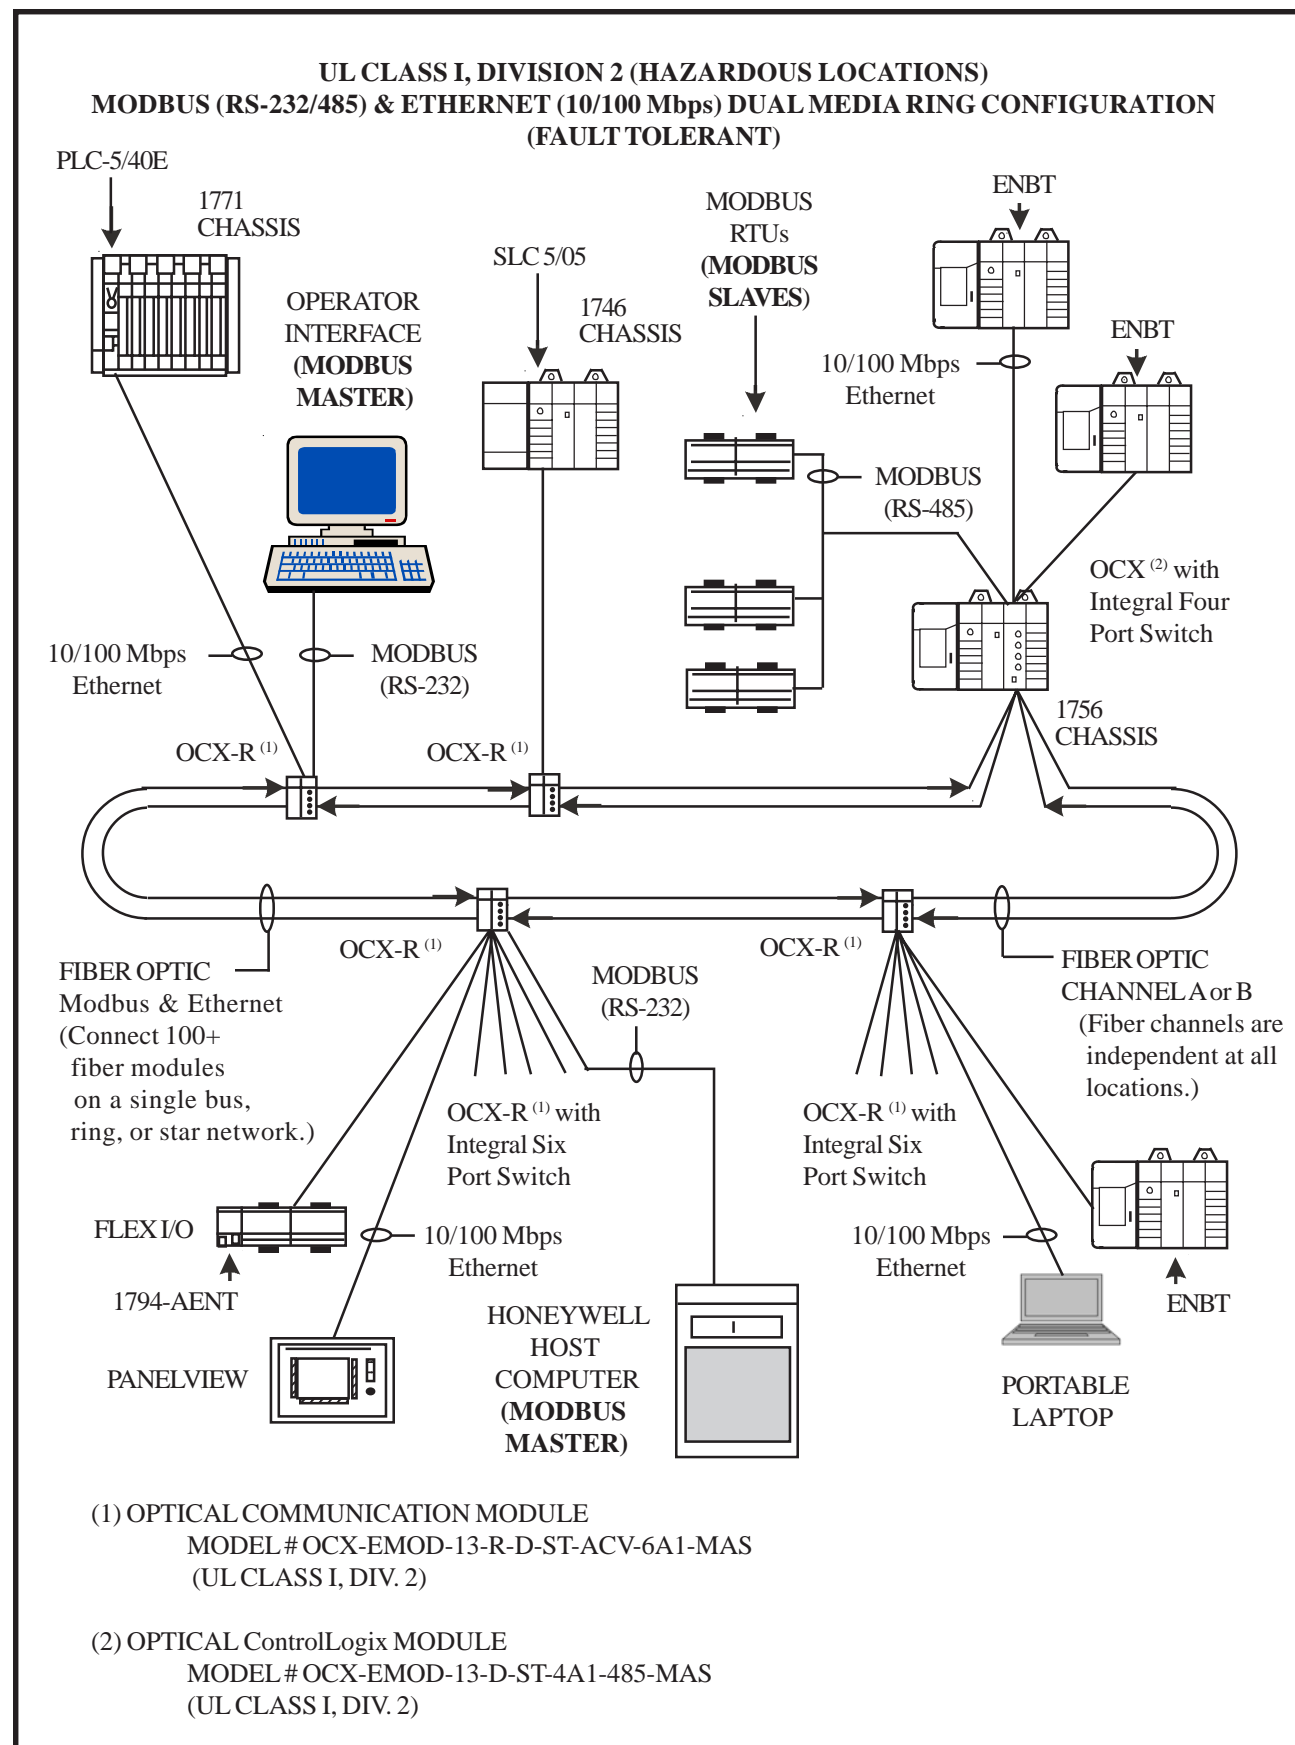 UL CLASS I, DIVISION 2 (HAZARDOUS LOCATIONS)
MODBUS (RS-232/485) & ETHERNET (10/100 Mbps) DUAL MEDIA RING CONFIGURATION
(FAULT TOLERANT)
PLC-5/40E
1771
CHASSIS
OPERATOR
INTERFACE
(MODBUS
MASTER)
SLC 5/05
1746
CHASSIS
MODBUS
RTUs
(MODBUS
SLAVES)
ENBT
ENBT
10/100 Mbps
Ethernet
MODBUS
(RS-485)
OCX (2) with
Integral Four
Port Switch
10/100 Mbps
Ethernet
MODBUS
(RS-232)
1756
CHASSIS
OCX-R (1)
OCX-R (1)
OCX-R (1)
OCX-R (1)
FIBER OPTIC
Modbus & Ethernet
(Connect 100+
fiber modules
on a single bus,
ring, or star network.)
MODBUS
(RS-232)
FIBER OPTIC
CHANNEL A or B
(Fiber channels are
independent at all
locations.)
OCX-R (1) with
Integral Six
Port Switch
OCX-R (1) with
Integral Six
Port Switch
FLEX I/O
1794-AENT
10/100 Mbps
Ethernet
10/100 Mbps
Ethernet
ENBT
PANELVIEW
HONEYWELL
HOST
COMPUTER
(MODBUS
MASTER)
PORTABLE
LAPTOP
(1) OPTICAL COMMUNICATION MODULE
MODEL # OCX-EMOD-13-R-D-ST-ACV-6A1-MAS
(UL CLASS I, DIV. 2)
(2) OPTICAL ControlLogix MODULE
MODEL # OCX-EMOD-13-D-ST-4A1-485-MAS
(UL CLASS I, DIV. 2)